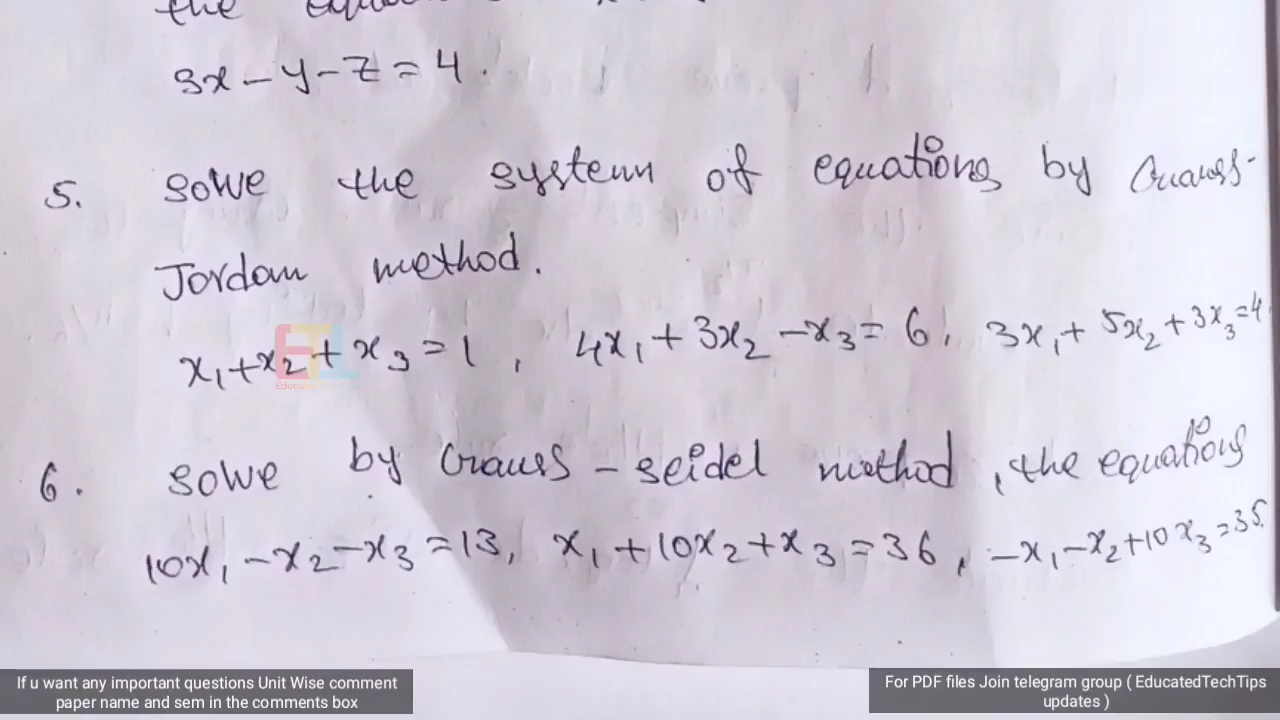 the
3x - y - z = 4.
5. solve the system of equations by Gauss-
Jordan method.
x₁ + x₂ + x₃ = 1, 4x₁ + 3x₂ - x₃ = 6, 3x₁ + 5x₂ + 3x₃ = 4
6. solve by Gauss - seidel method, the equations
10x₁ - x₂ - x₃ = 13, x₁ + 10x₂ + x₃ = 36, -x₁ - x₂ + 10x₃ = 35.
If u want any important questions Unit Wise comment
paper name and sem in the comments box
For PDF files Join telegram group ( EducatedTechTips
updates )